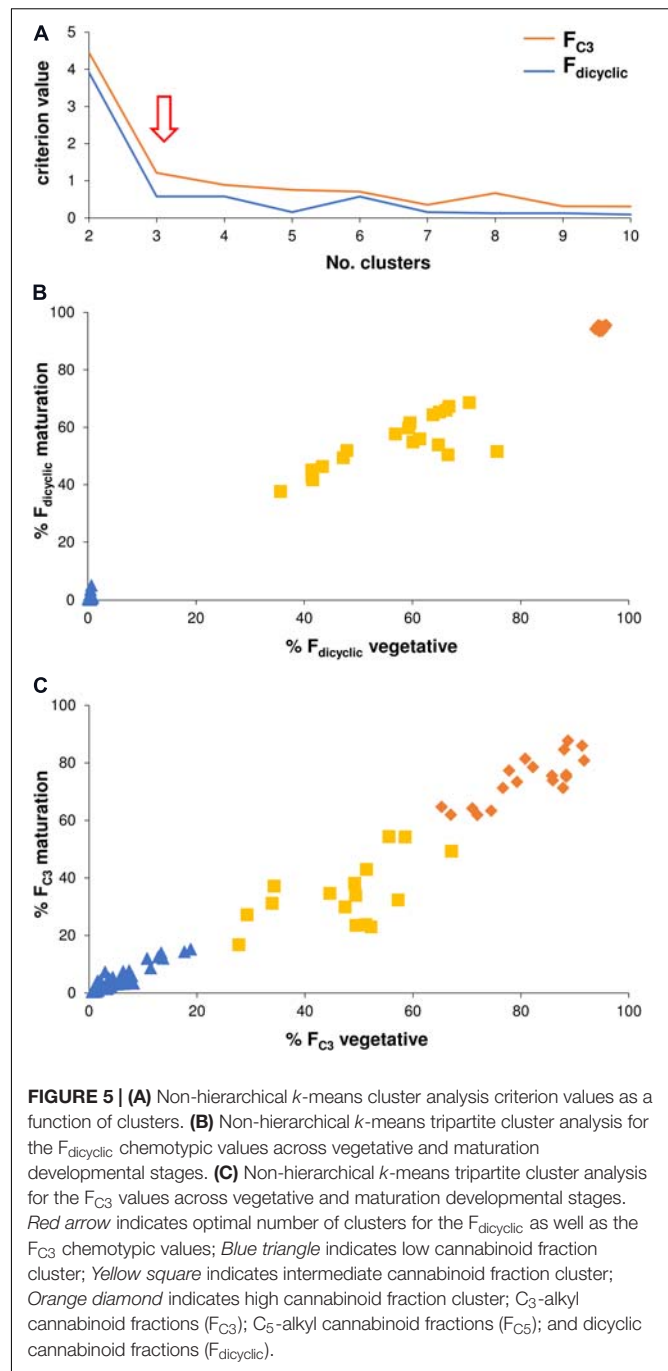 A
F_C3
F_dicyclic
criterion value
5
4
3
2
1
0
2 3 4 5 6 7 8 9 10
No. clusters
B
% F_dicyclic maturation
100
80
60
40
20
0
0 20 40 60 80 100
% F_dicyclic vegetative
C
% F_C3 maturation
100
80
60
40
20
0
0 20 40 60 80 100
% F_C3 vegetative
FIGURE 5 | (A) Non-hierarchical k-means cluster analysis criterion values as a
function of clusters. (B) Non-hierarchical k-means tripartite cluster analysis for
the F_dicyclic chemotypic values across vegetative and maturation
developmental stages. (C) Non-hierarchical k-means tripartite cluster analysis
for the F_C3 values across vegetative and maturation developmental stages.
Red arrow indicates optimal number of clusters for the F_dicyclic as well as the
F_C3 chemotypic values; Blue triangle indicates low cannabinoid fraction
cluster; Yellow square indicates intermediate cannabinoid fraction cluster;
Orange diamond indicates high cannabinoid fraction cluster; C3-alkyl
cannabinoid fractions (F_C3); C5-alkyl cannabinoid fractions (F_C5); and dicyclic
cannabinoid fractions (F_dicyclic).